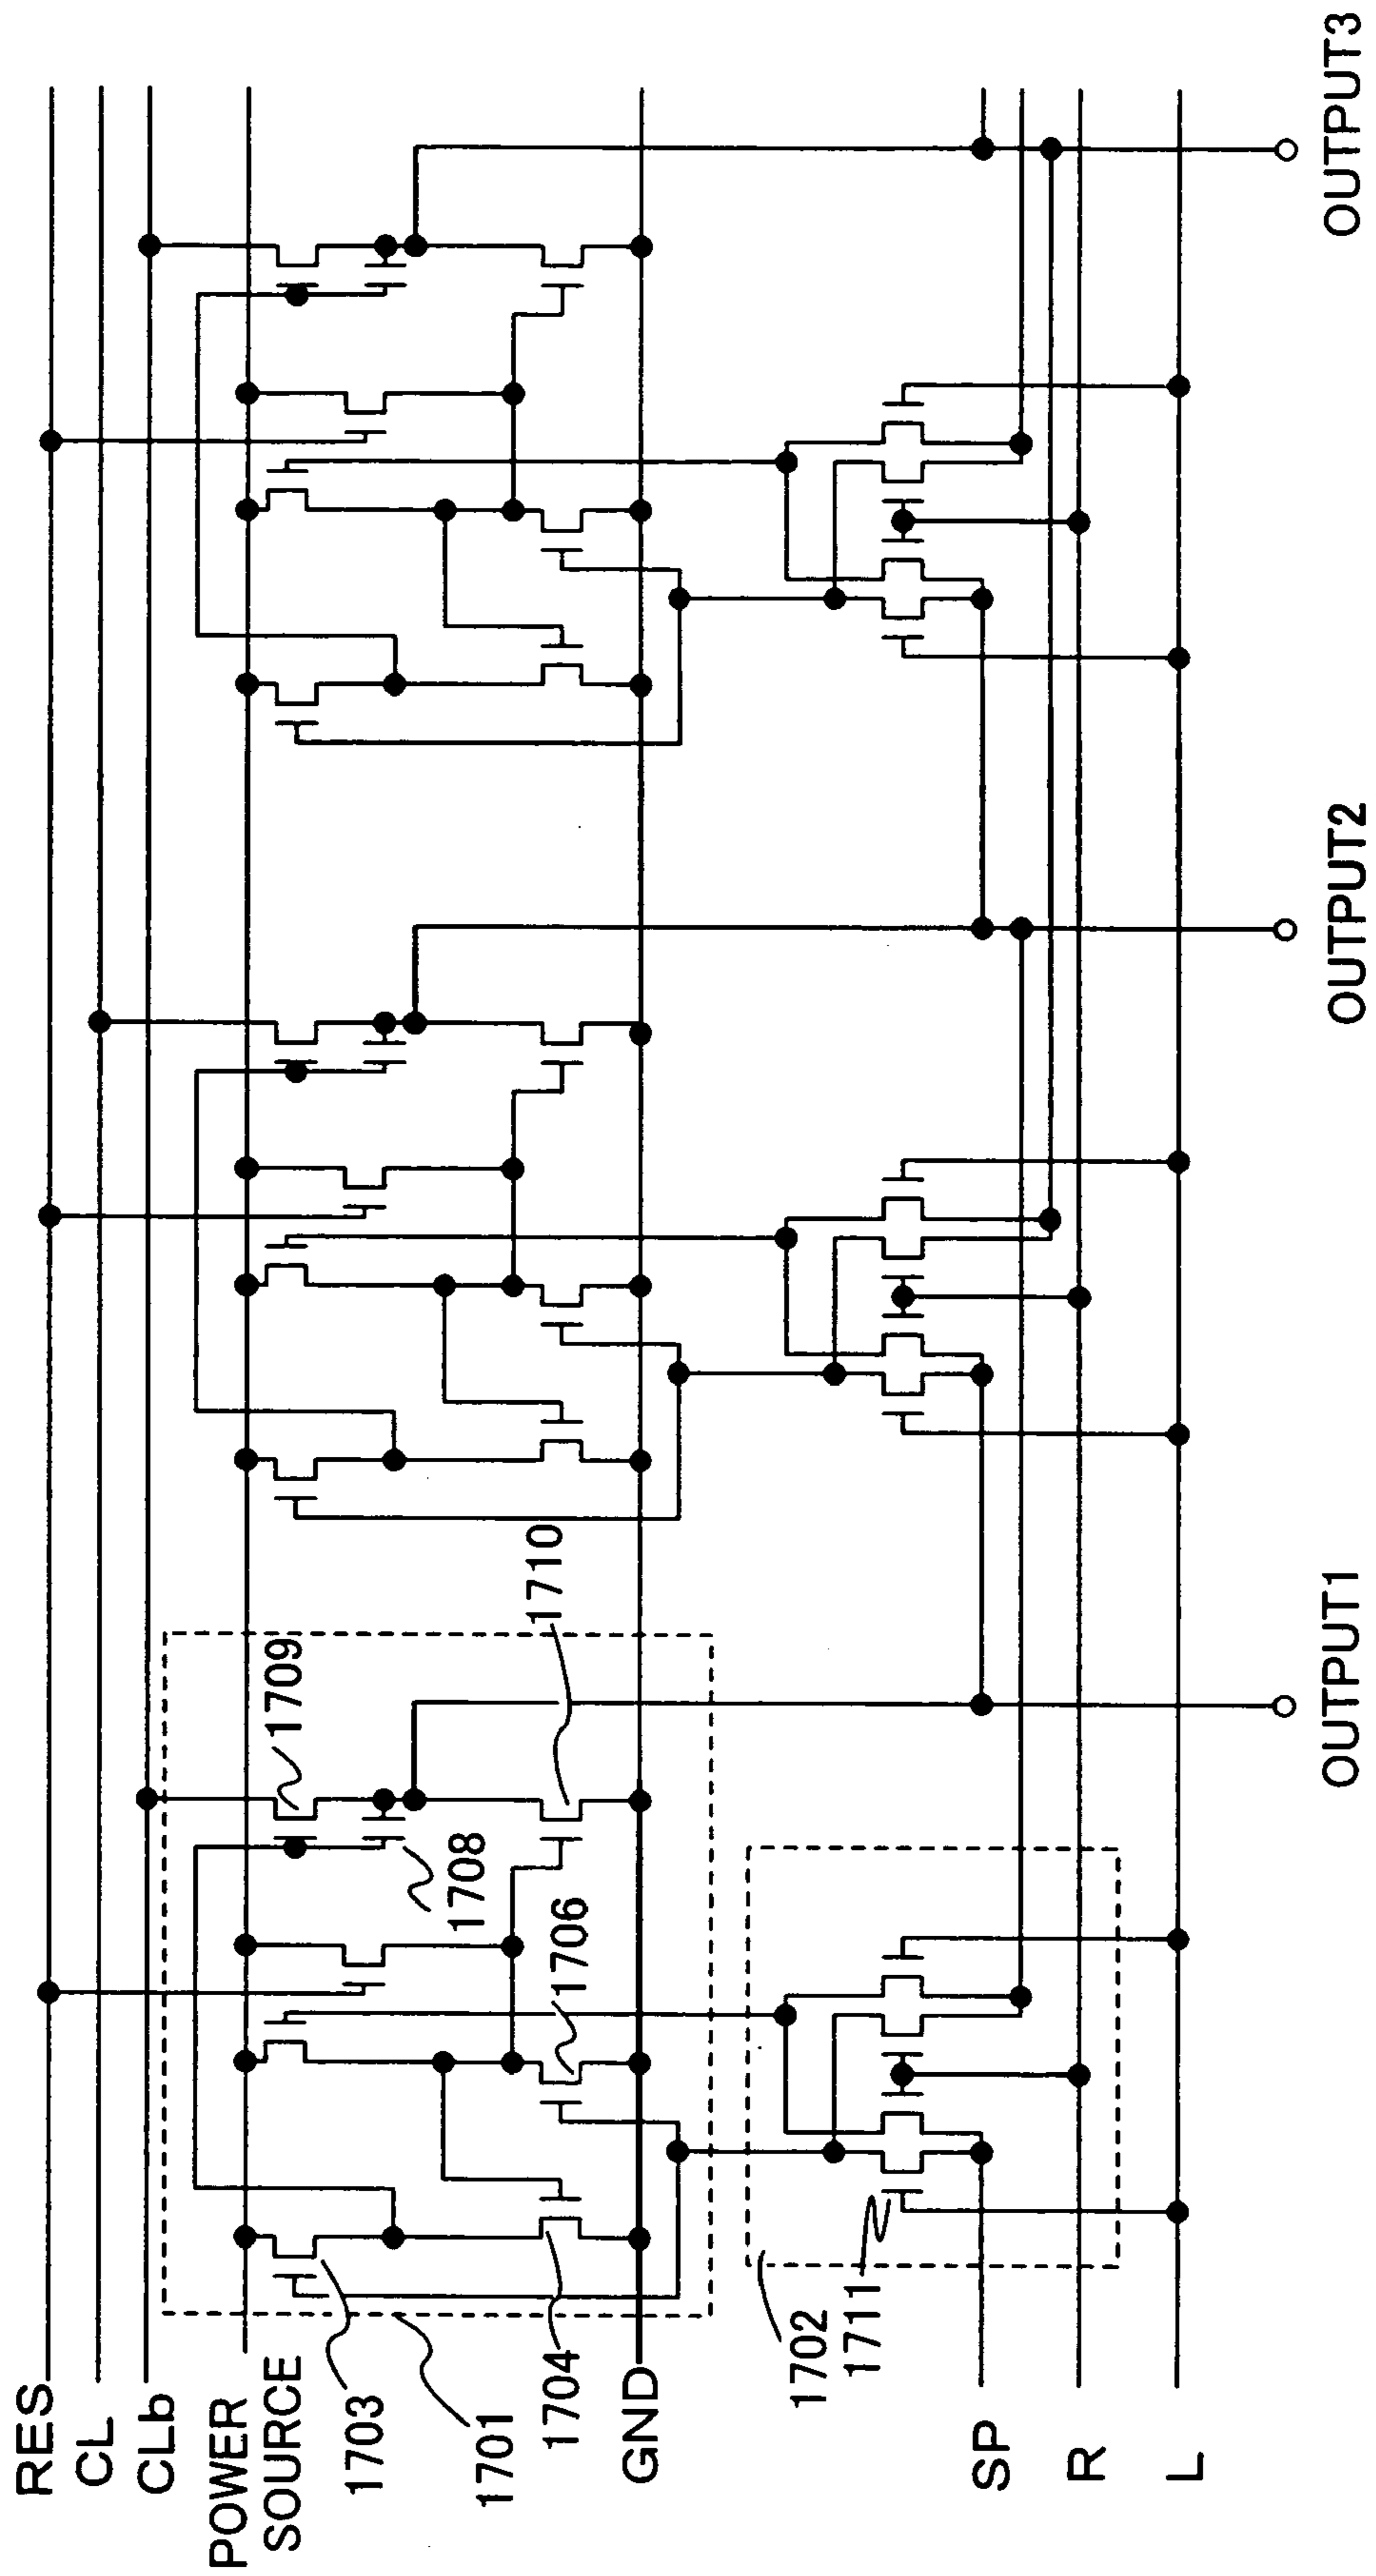 RES
CL
CLb
POWER
SOURCE
1703
1701
1704
GND
1709
1708
1706
1710
1702
1711
SP
R
L
OUTPUT1
OUTPUT2
OUTPUT3